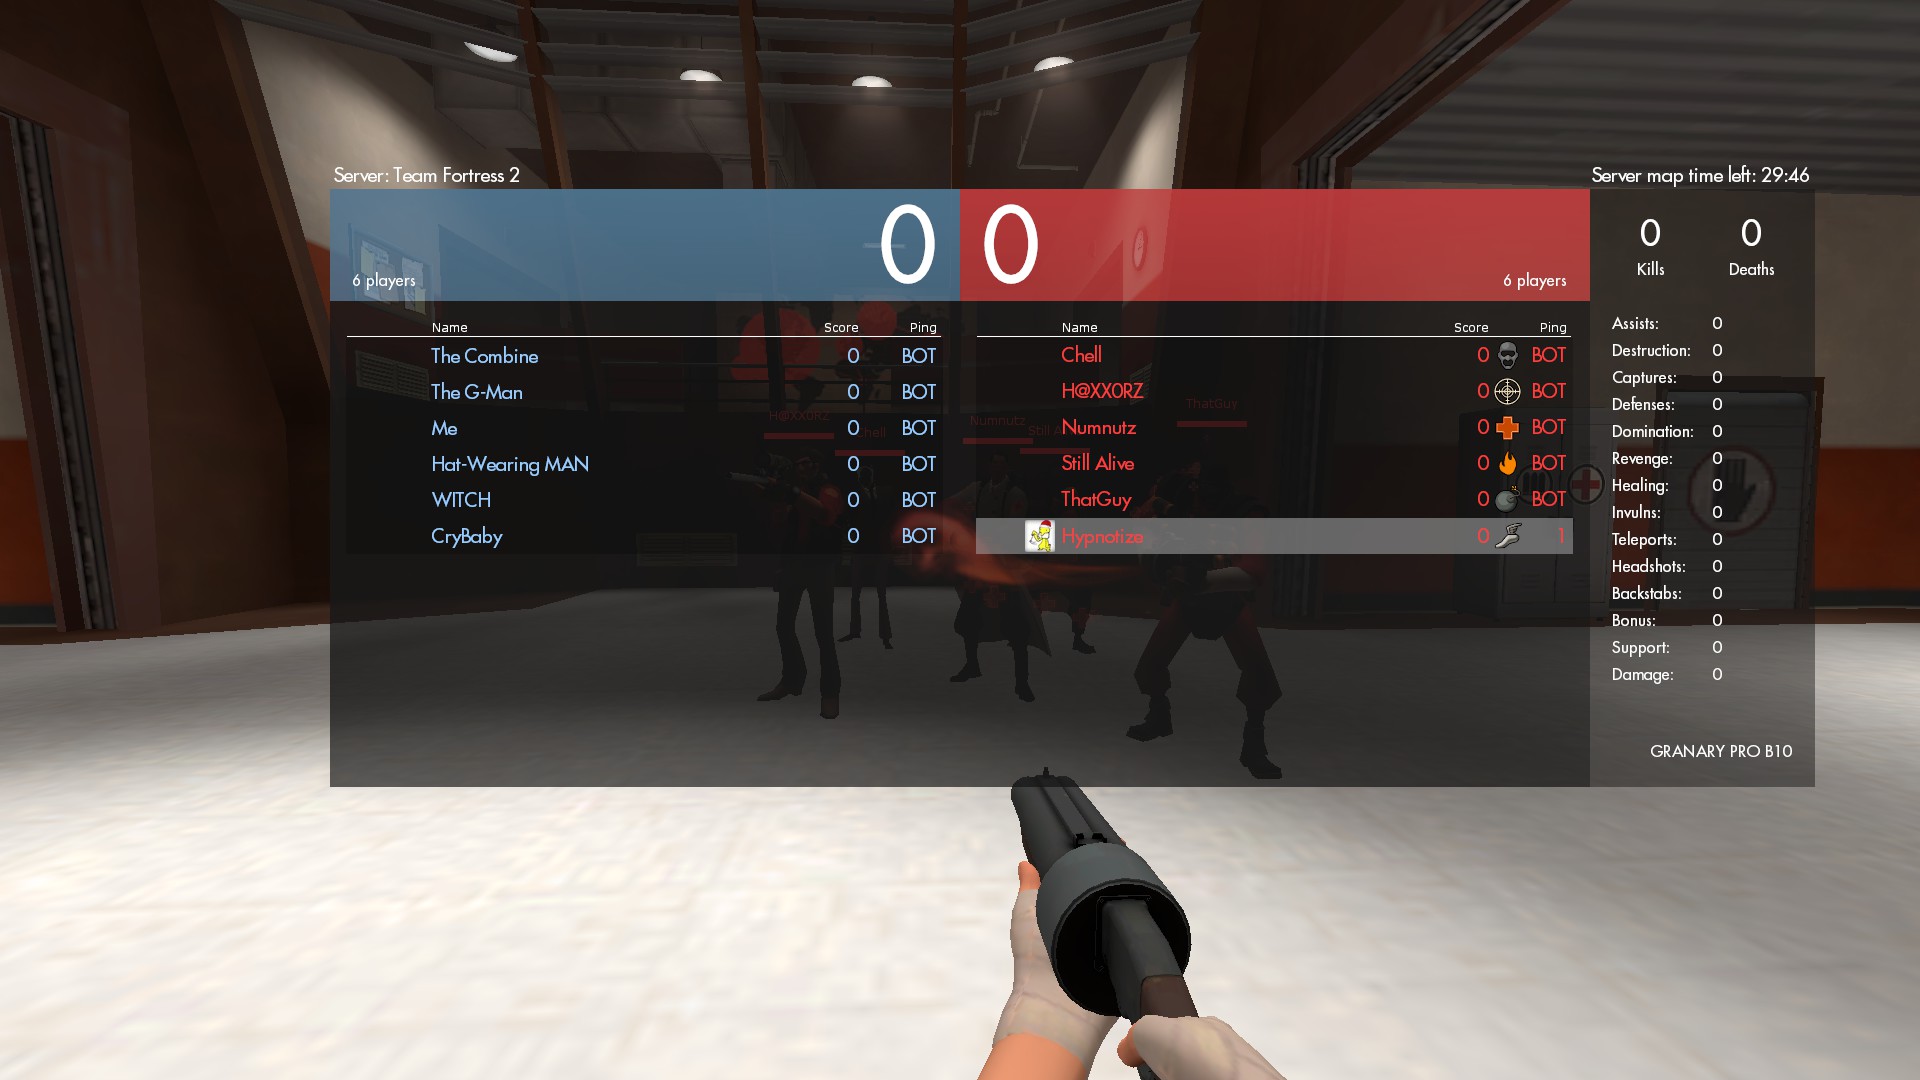 Server: Team Fortress 2
Server map time left: 29:46
0
6 players
0
6 players
Name Score Ping
The Combine 0 BOT
The G-Man 0 BOT
Me 0 BOT
Hat-Wearing MAN 0 BOT
WITCH 0 BOT
CryBaby 0 BOT
Name Score Ping
Chell 0 BOT
H@XX0RZ 0 BOT
Numnutz 0 BOT
Still Alive 0 BOT
ThatGuy 0 BOT
Hypnotize 0 1
0 0
Kills Deaths
Assists: 0
Destruction: 0
Captures: 0
Defenses: 0
Domination: 0
Revenge: 0
Healing: 0
Invulns: 0
Teleports: 0
Headshots: 0
Backstabs: 0
Bonus: 0
Support: 0
Damage: 0
GRANARY PRO B10
H@XX0RZ
Chell
Numnutz
Still
ThatGuy